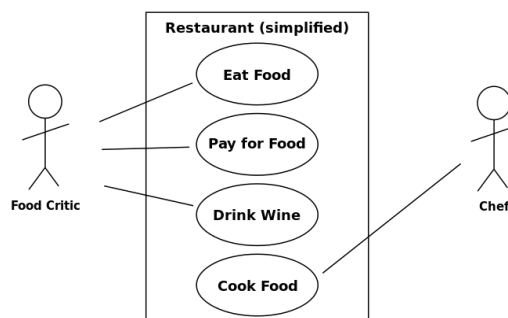 Restaurant (simplified)
Eat Food
Pay for Food
Drink Wine
Cook Food
Food Critic
Chef